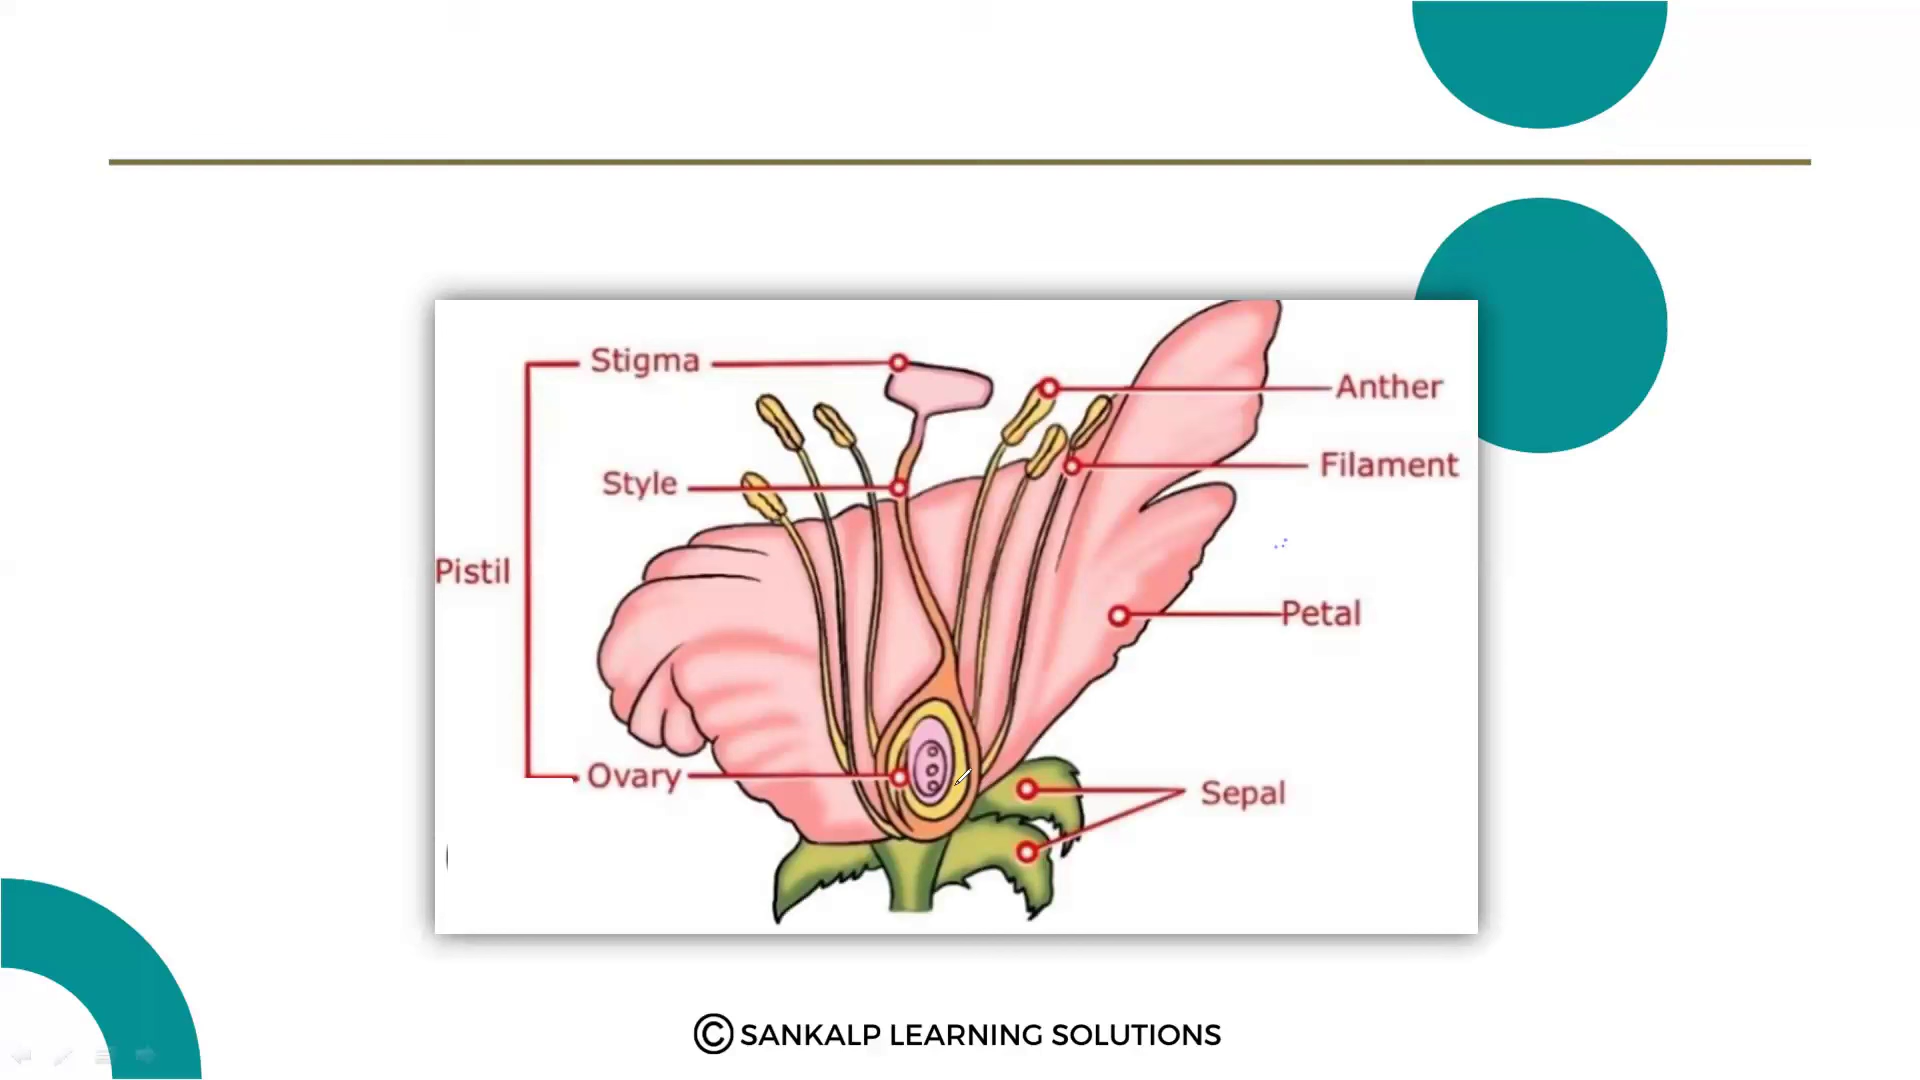 Stigma
Anther
Filament
Style
Pistil
Petal
Ovary
Sepal
© SANKALP LEARNING SOLUTIONS